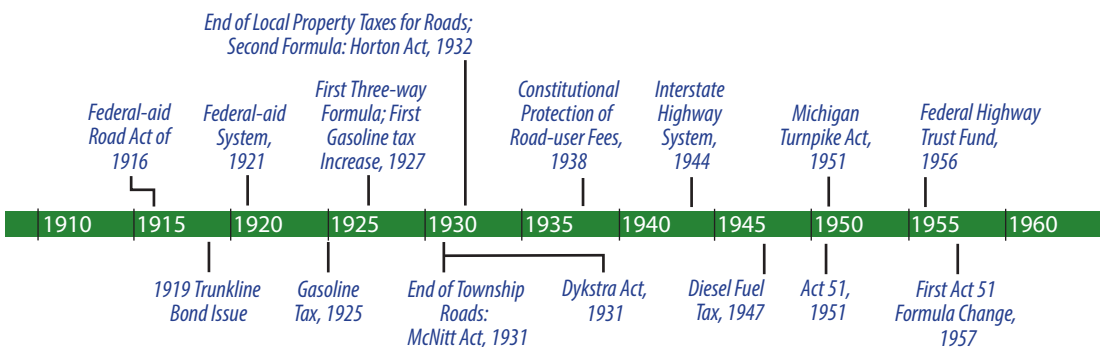 End of Local Property Taxes for Roads;
Second Formula: Horton Act, 1932
Federal-aid
Road Act of
1916
Federal-aid
System,
1921
First Three-way
Formula; First
Gasoline tax
Increase, 1927
Constitutional
Protection of
Road-user Fees,
1938
Interstate
Highway
System,
1944
Michigan
Turnpike Act,
1951
Federal Highway
Trust Fund,
1956
1910 1915 1920 1925 1930 1935 1940 1945 1950 1955 1960
1919 Trunkline
Bond Issue
Gasoline
Tax, 1925
End of Township
Roads:
McNitt Act, 1931
Dykstra Act,
1931
Diesel Fuel
Tax, 1947
Act 51,
1951
First Act 51
Formula Change,
1957